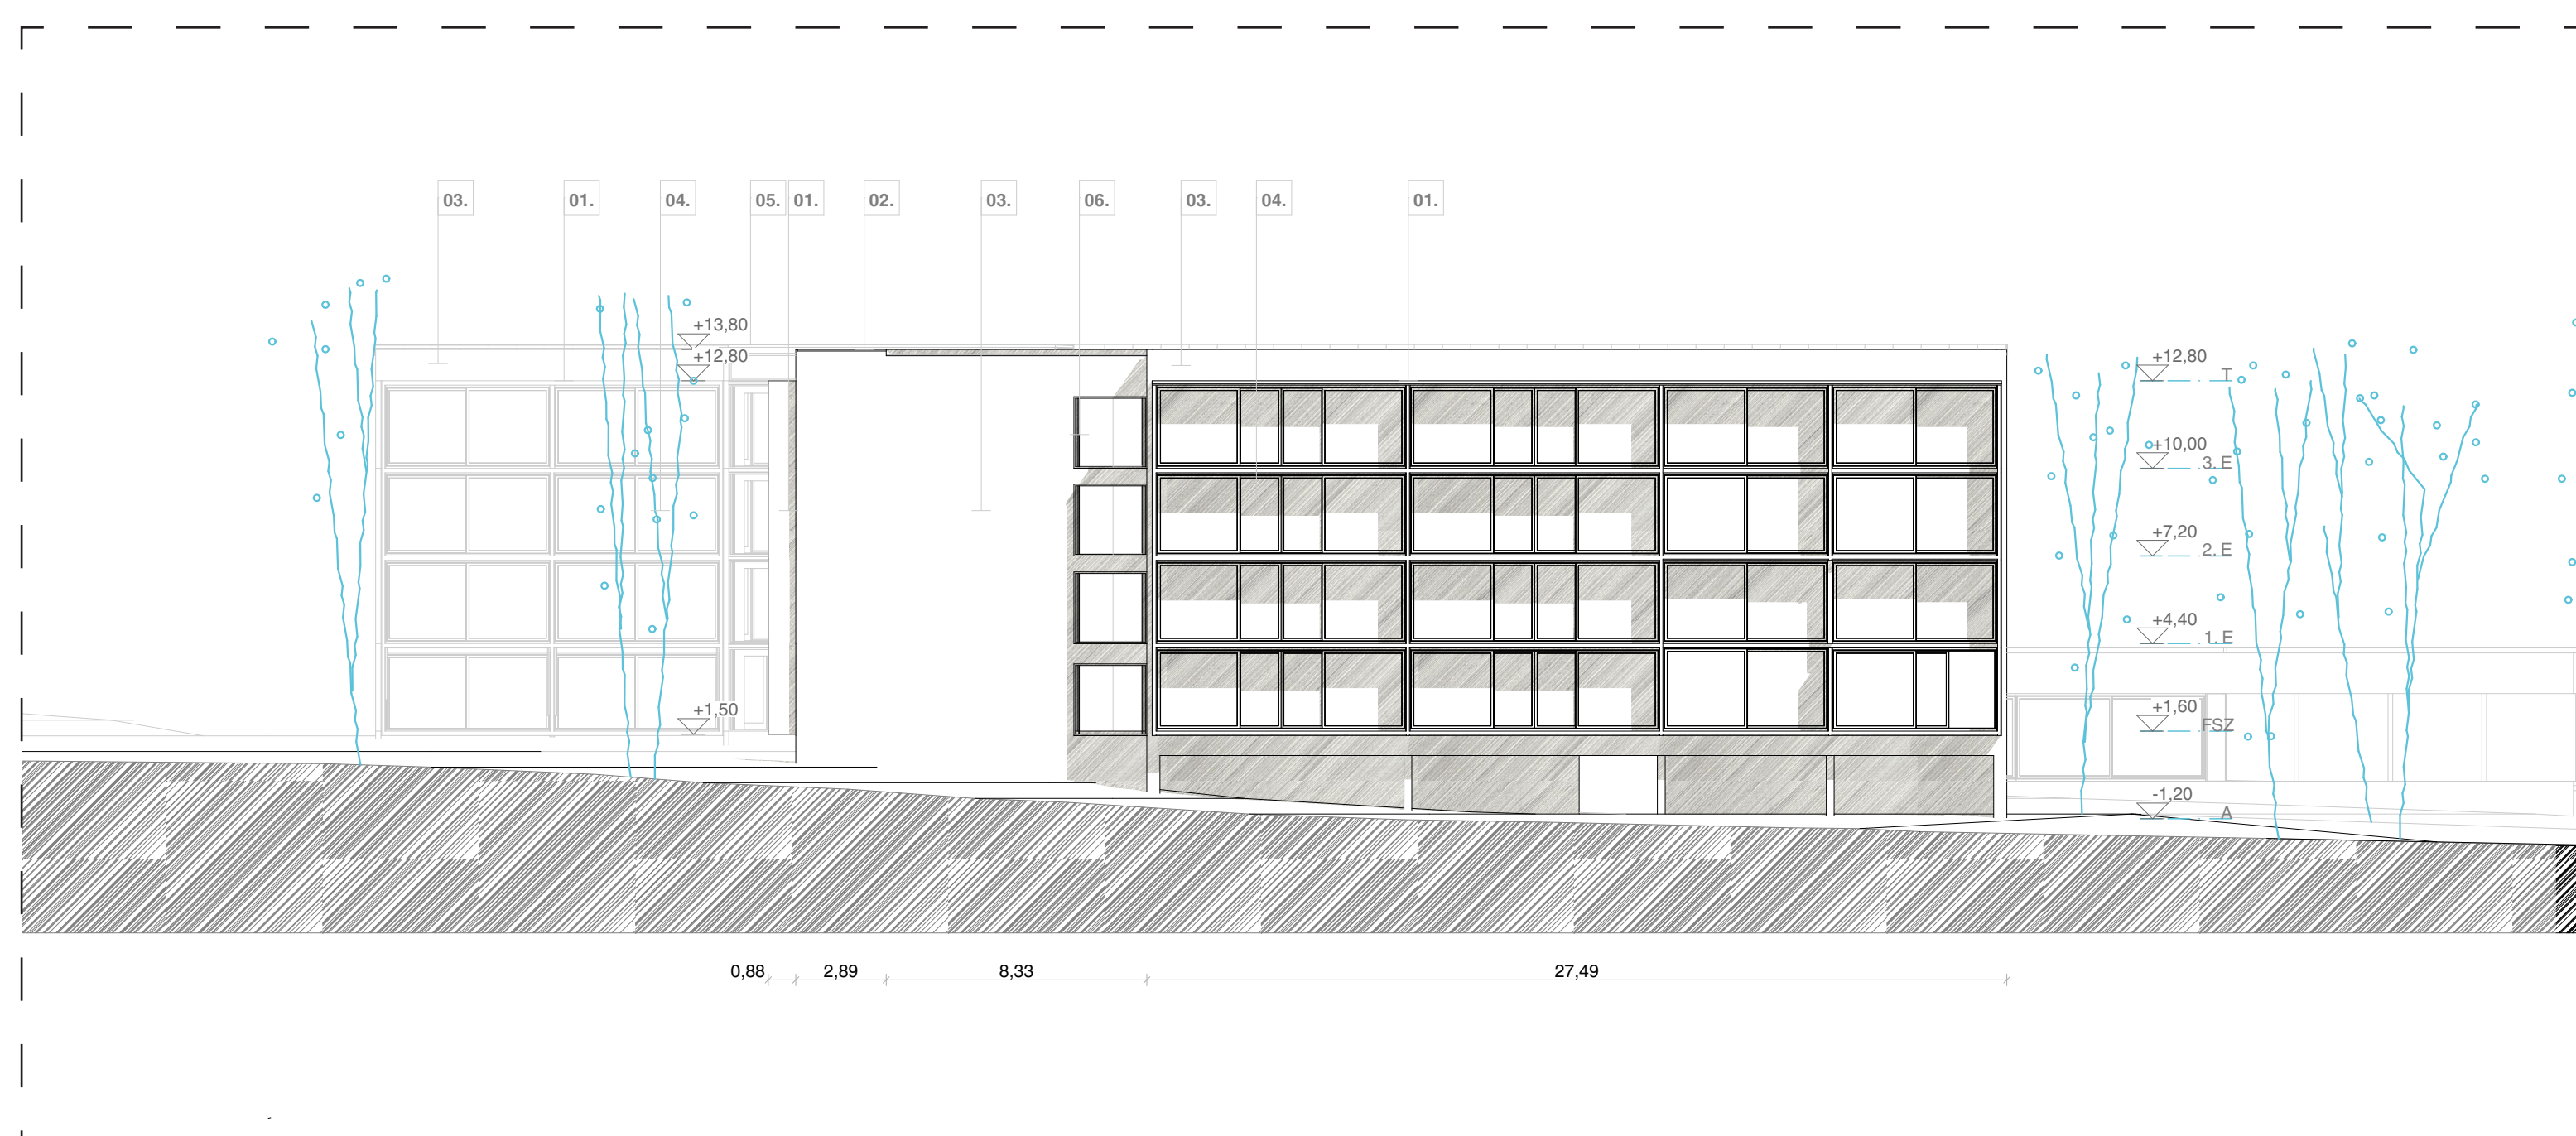 03. 01. 04. 05. 01. 02. 03. 06. 03. 04. 01.
+13,80
+12,80
+1,50
+12,80
T
+10,00
3. E
+7,20
2. E
+4,40
1. E
+1,60
FSZ
-1,20
A
0,88 2,89 8,33 27,49